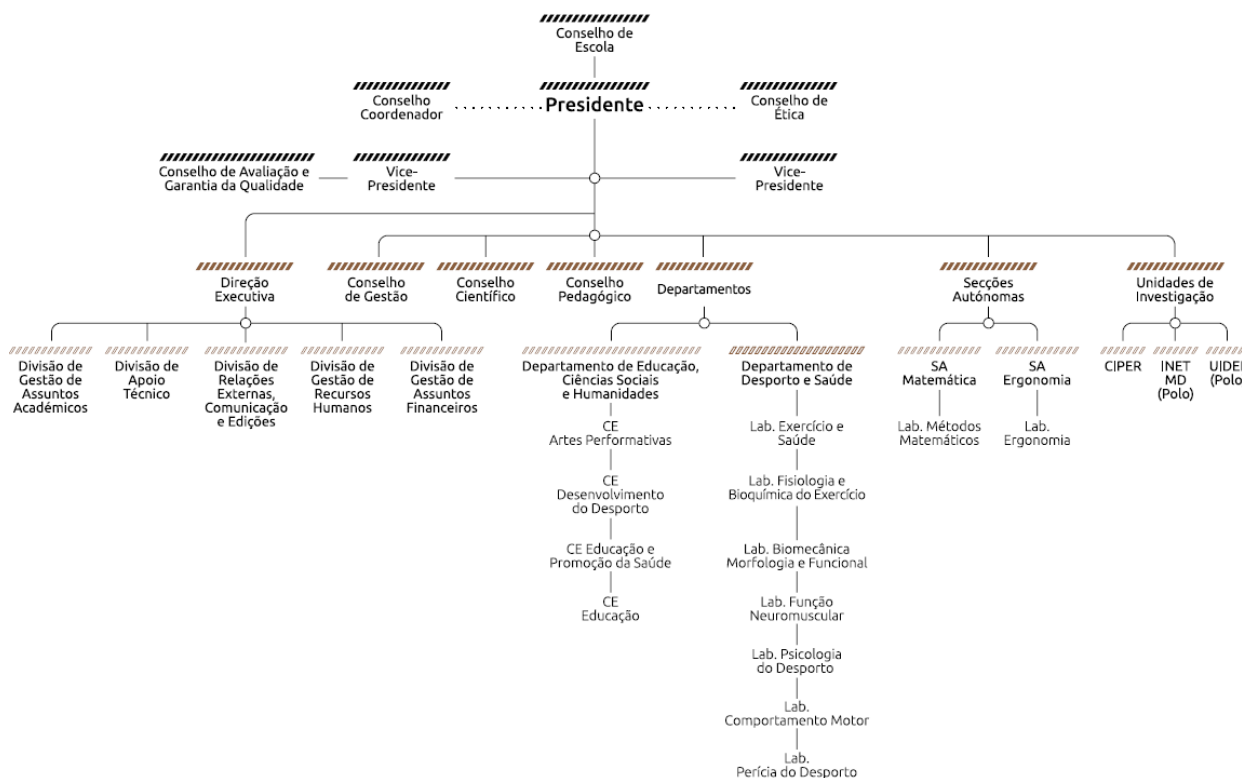 Conselho de
Escola
Conselho
Coordenador
Presidente
Conselho de
Ética
Conselho de Avaliação e
Garantia da Qualidade
Vice-
Presidente
Vice-
Presidente
Direção
Executiva
Conselho
de Gestão
Conselho
Científico
Conselho
Pedagógico
Departamentos
Secções
Autónomas
Unidades de
Investigação
Divisão de
Gestão de
Assuntos
Académicos
Divisão de
Apoio
Técnico
Divisão de
Relações
Externas,
Comunicação
e Edições
Divisão de
Gestão de
Recursos
Humanos
Divisão de
Gestão de
Assuntos
Financeiros
Departamento de Educação,
Ciências Sociais
e Humanidades
CE
Artes Performativas
CE
Desenvolvimento
do Desporto
CE Educação e
Promoção da Saúde
CE
Educação
Departamento de
Desporto e Saúde
Lab. Exercício e
Saúde
Lab. Fisiologia e
Bioquímica do Exercício
Lab. Biomecânica
Morfologia e Funcional
Lab. Função
Neuromuscular
Lab. Psicologia
do Desporto
Lab.
Comportamento Motor
Lab.
Perícia do Desporto
SA
Matemática
Lab. Métodos
Matemáticos
SA
Ergonomia
Lab.
Ergonomia
CIPER
INET
MD
(Polo)
(Polo)